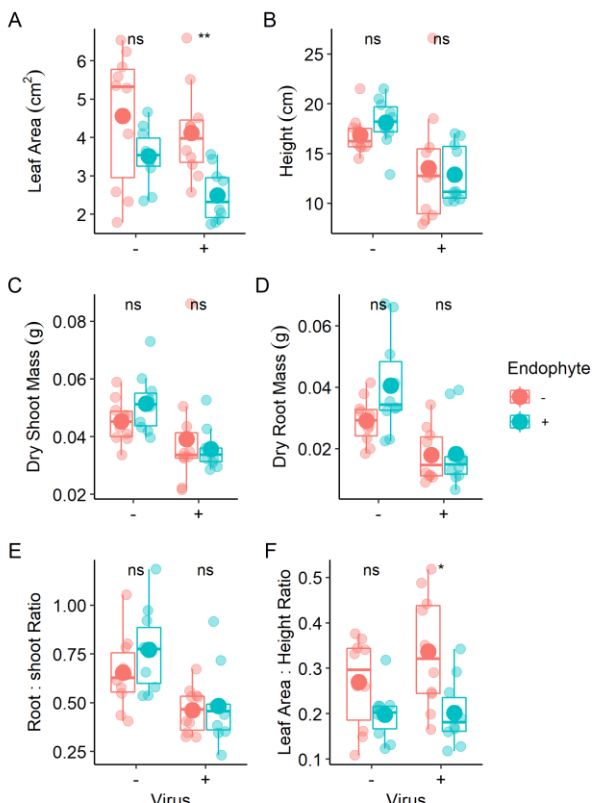 A
B
ns
**
ns
ns
Leaf Area (cm²)
6
5
4
3
2
Height (cm)
25
20
15
10
-
+
-
+
C
D
ns
ns
ns
ns
Dry Shoot Mass (g)
0.08
0.06
0.04
0.02
Dry Root Mass (g)
0.06
0.04
0.02
Endophyte
-
+
-
+
-
+
E
F
ns
ns
ns
*
Root : shoot Ratio
1.00
0.75
0.50
0.25
Leaf Area : Height Ratio
0.5
0.4
0.3
0.2
0.1
-
+
-
+
Virus
Virus